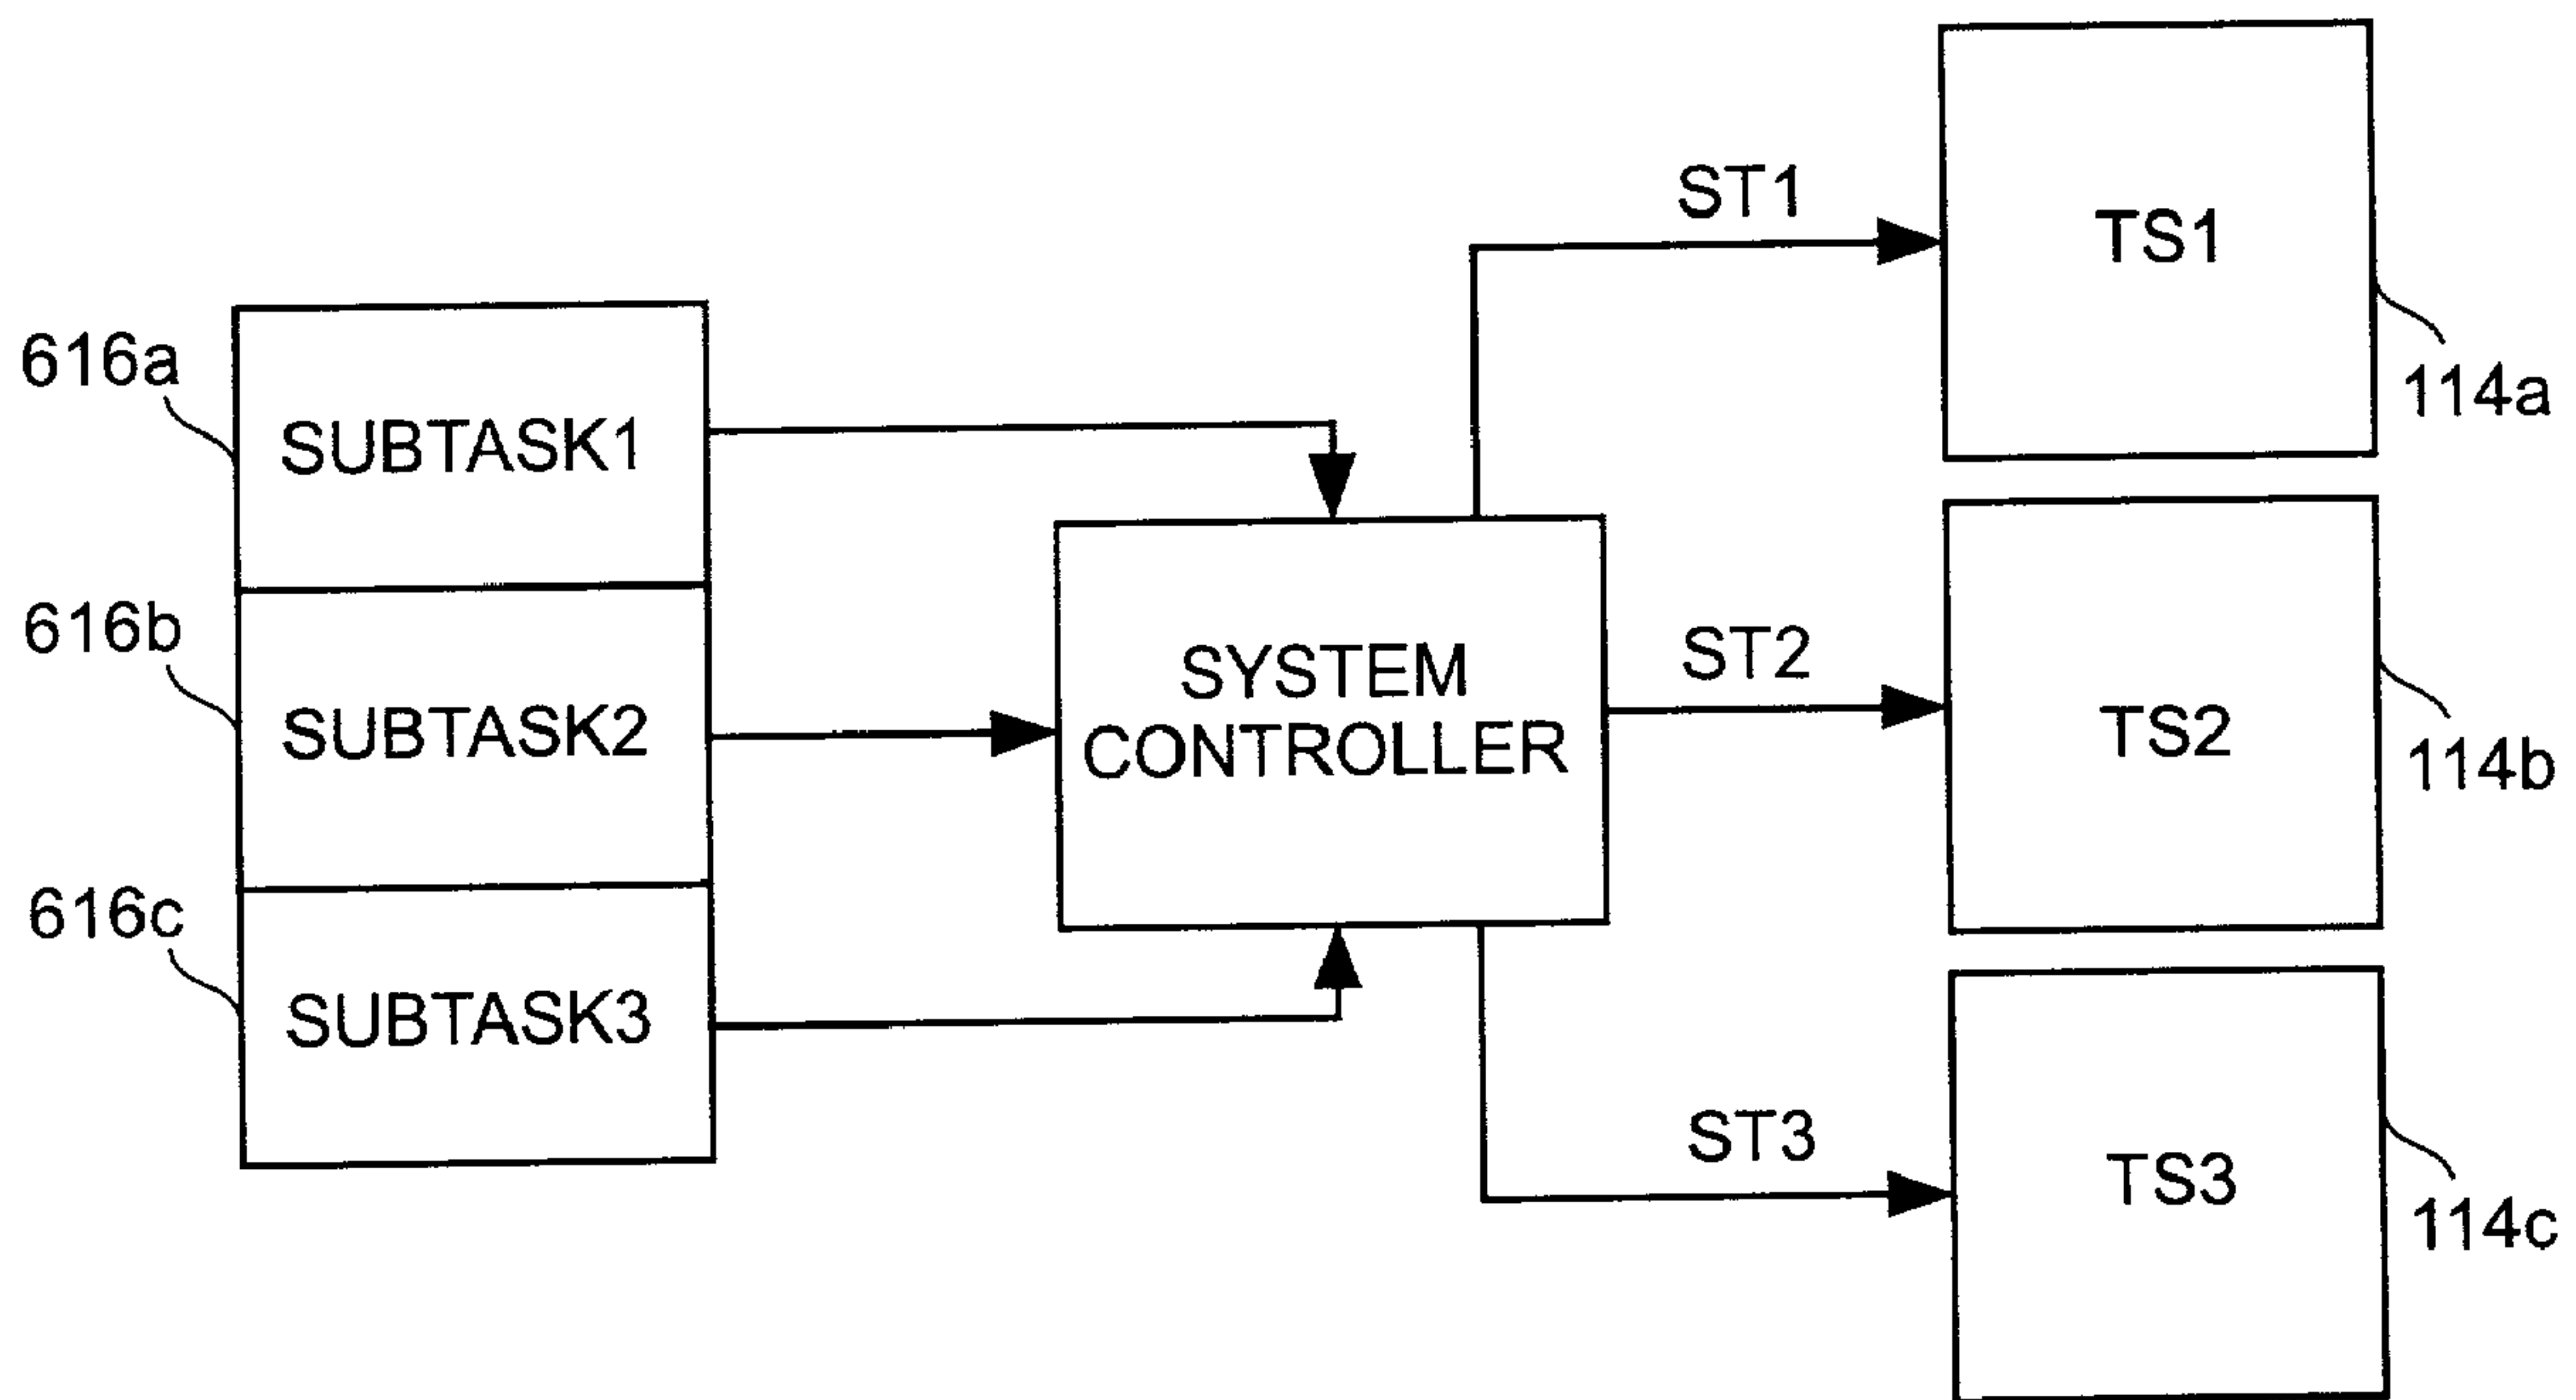 616a
SUBTASK1
616b
SUBTASK2
616c
SUBTASK3
SYSTEM
CONTROLLER
ST1
ST2
ST3
TS1
114a
TS2
114b
TS3
114c